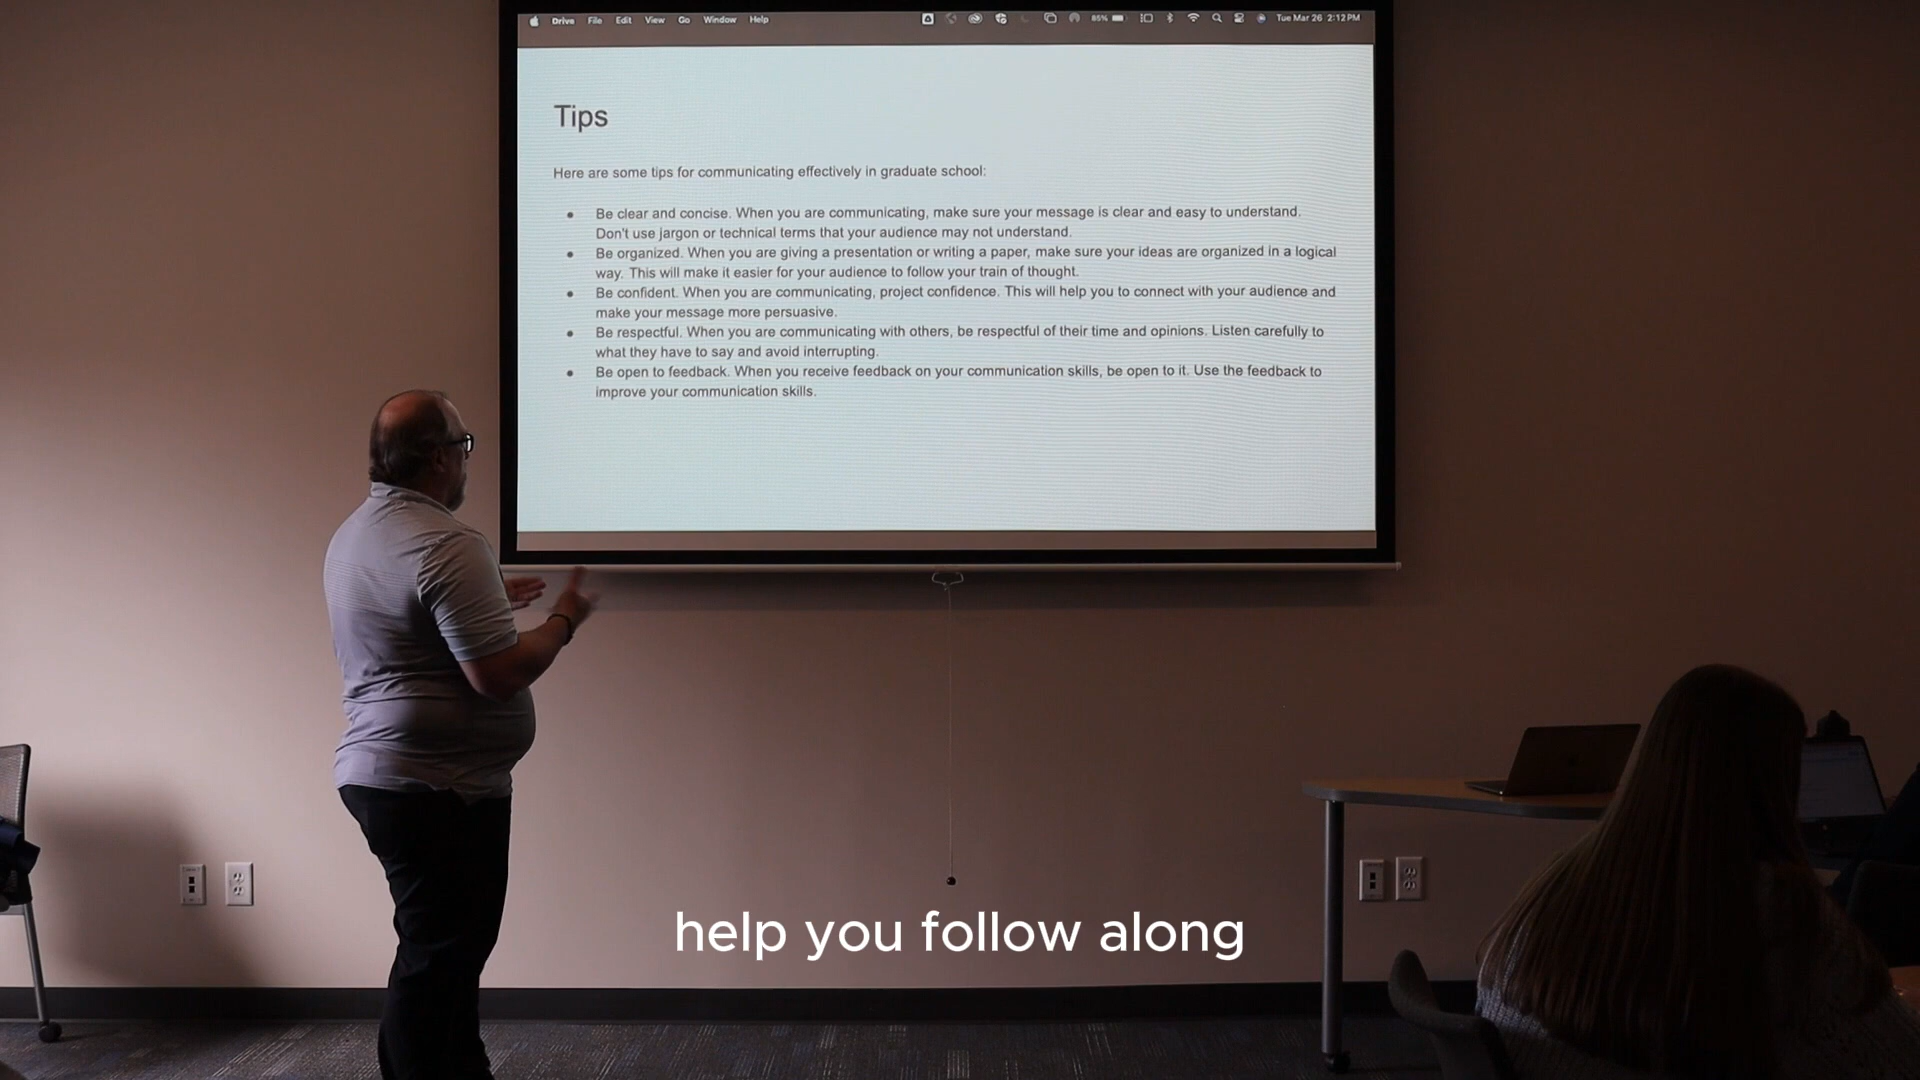 Drive File Edit View Go Window Help 85% Tue Mar 26 2:12 PM
Tips
Here are some tips for communicating effectively in graduate school:
● Be clear and concise. When you are communicating, make sure your message is clear and easy to understand.
Don't use jargon or technical terms that your audience may not understand.
● Be organized. When you are giving a presentation or writing a paper, make sure your ideas are organized in a logical
way. This will make it easier for your audience to follow your train of thought.
● Be confident. When you are communicating, project confidence. This will help you to connect with your audience and
make your message more persuasive.
● Be respectful. When you are communicating with others, be respectful of their time and opinions. Listen carefully to
what they have to say and avoid interrupting.
● Be open to feedback. When you receive feedback on your communication skills, be open to it. Use the feedback to
improve your communication skills.
help you follow along